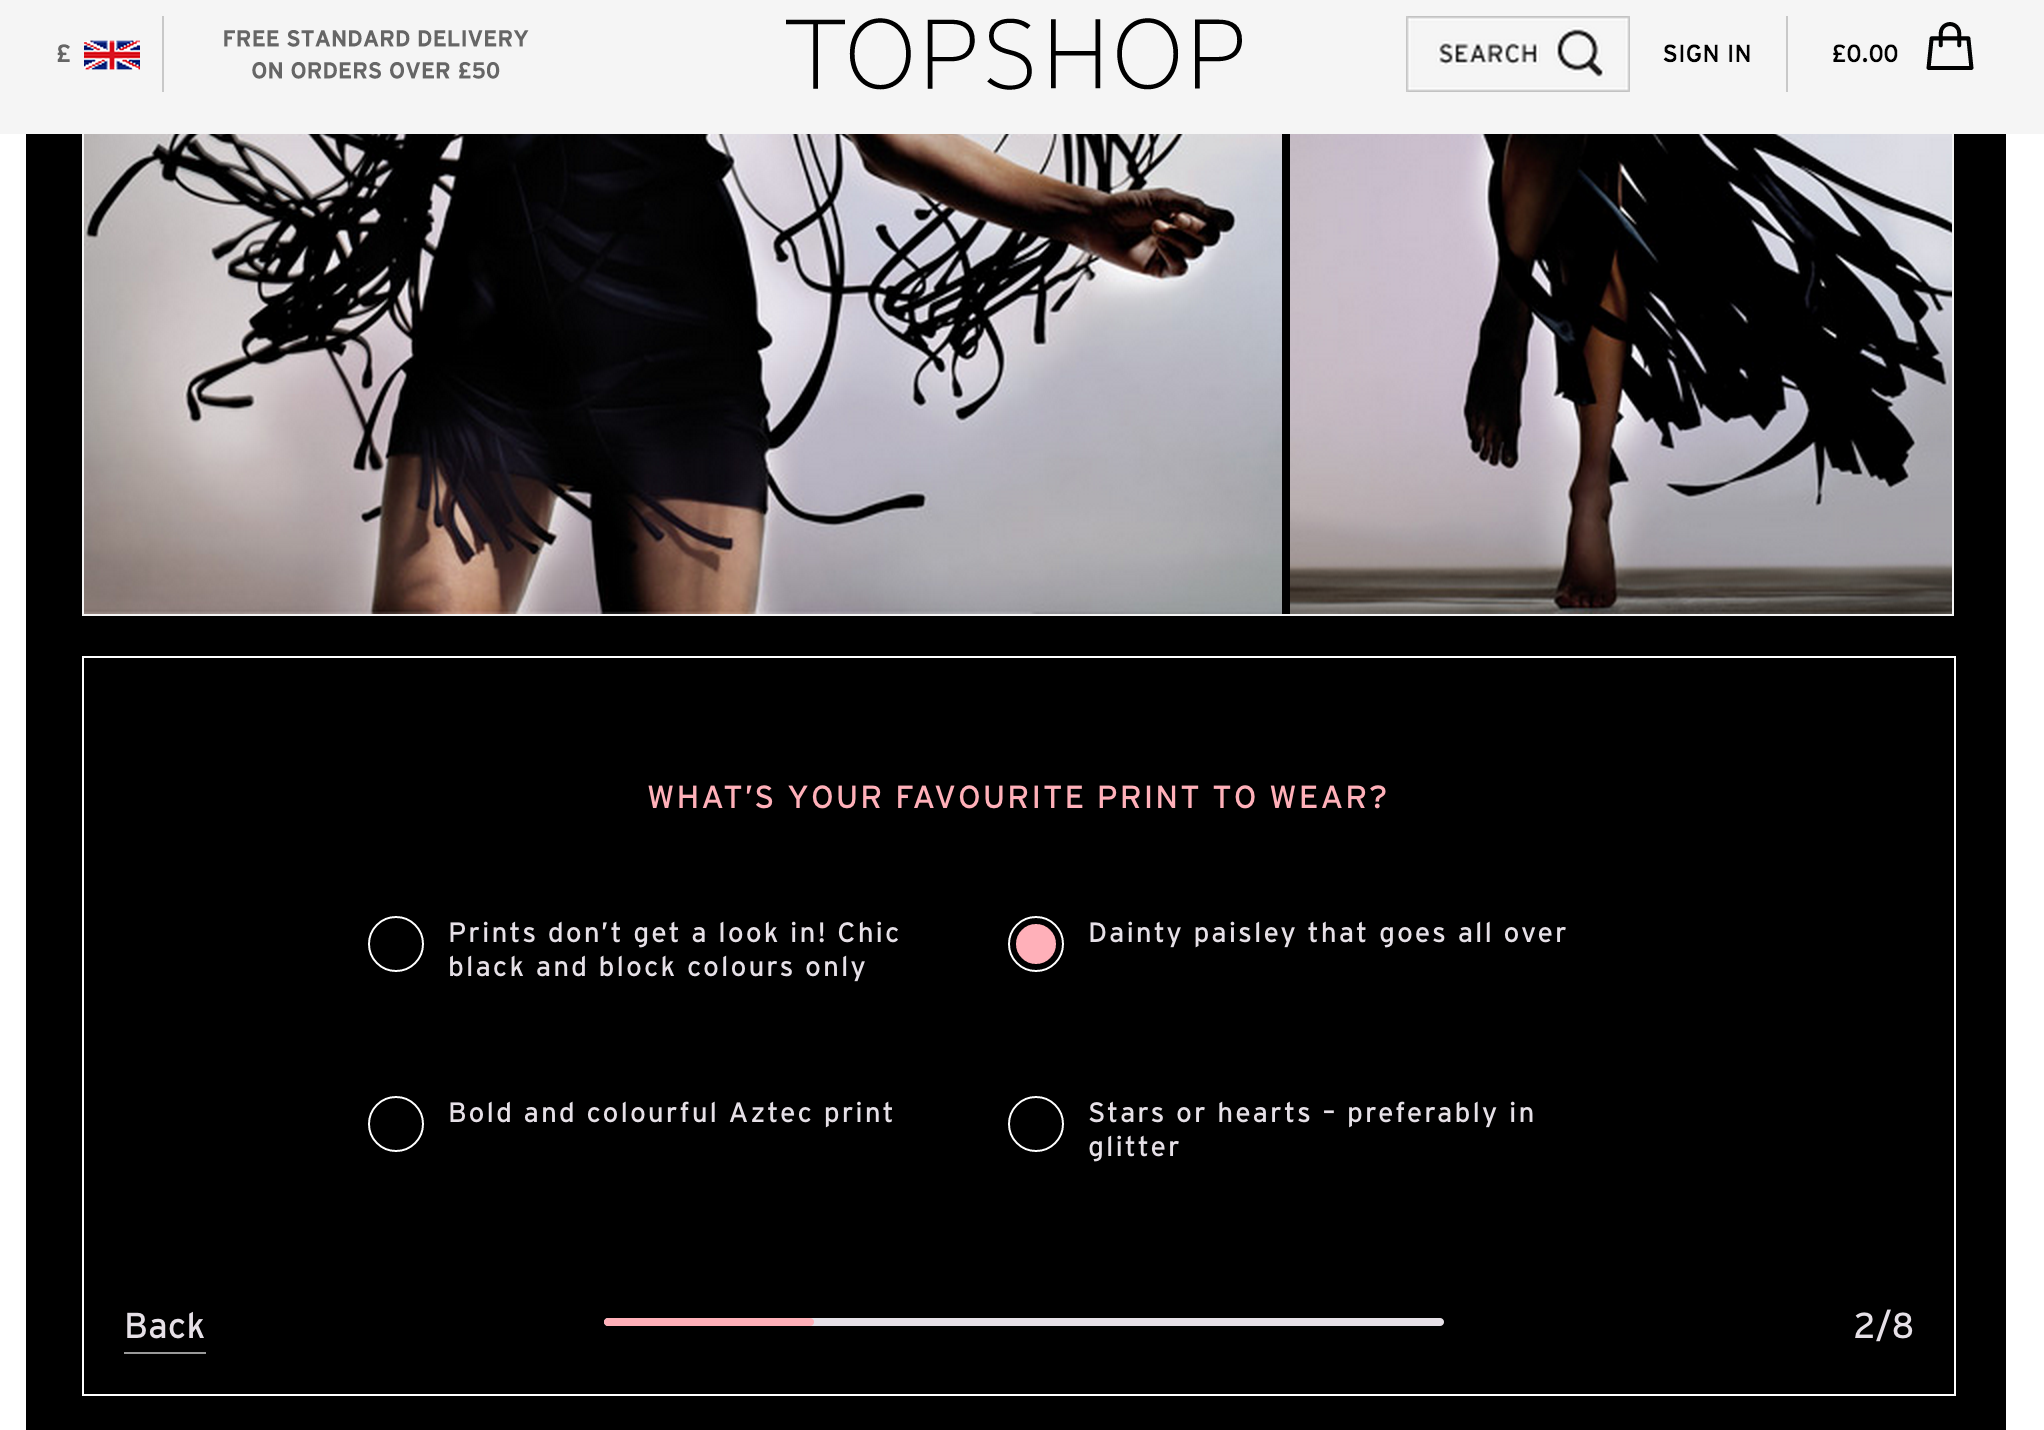 £
FREE STANDARD DELIVERY
ON ORDERS OVER £50
TOPSHOP
SEARCH
SIGN IN
£0.00
WHAT'S YOUR FAVOURITE PRINT TO WEAR?
Prints don't get a look in! Chic
black and block colours only
Dainty paisley that goes all over
Bold and colourful Aztec print
Stars or hearts – preferably in
glitter
Back
2/8